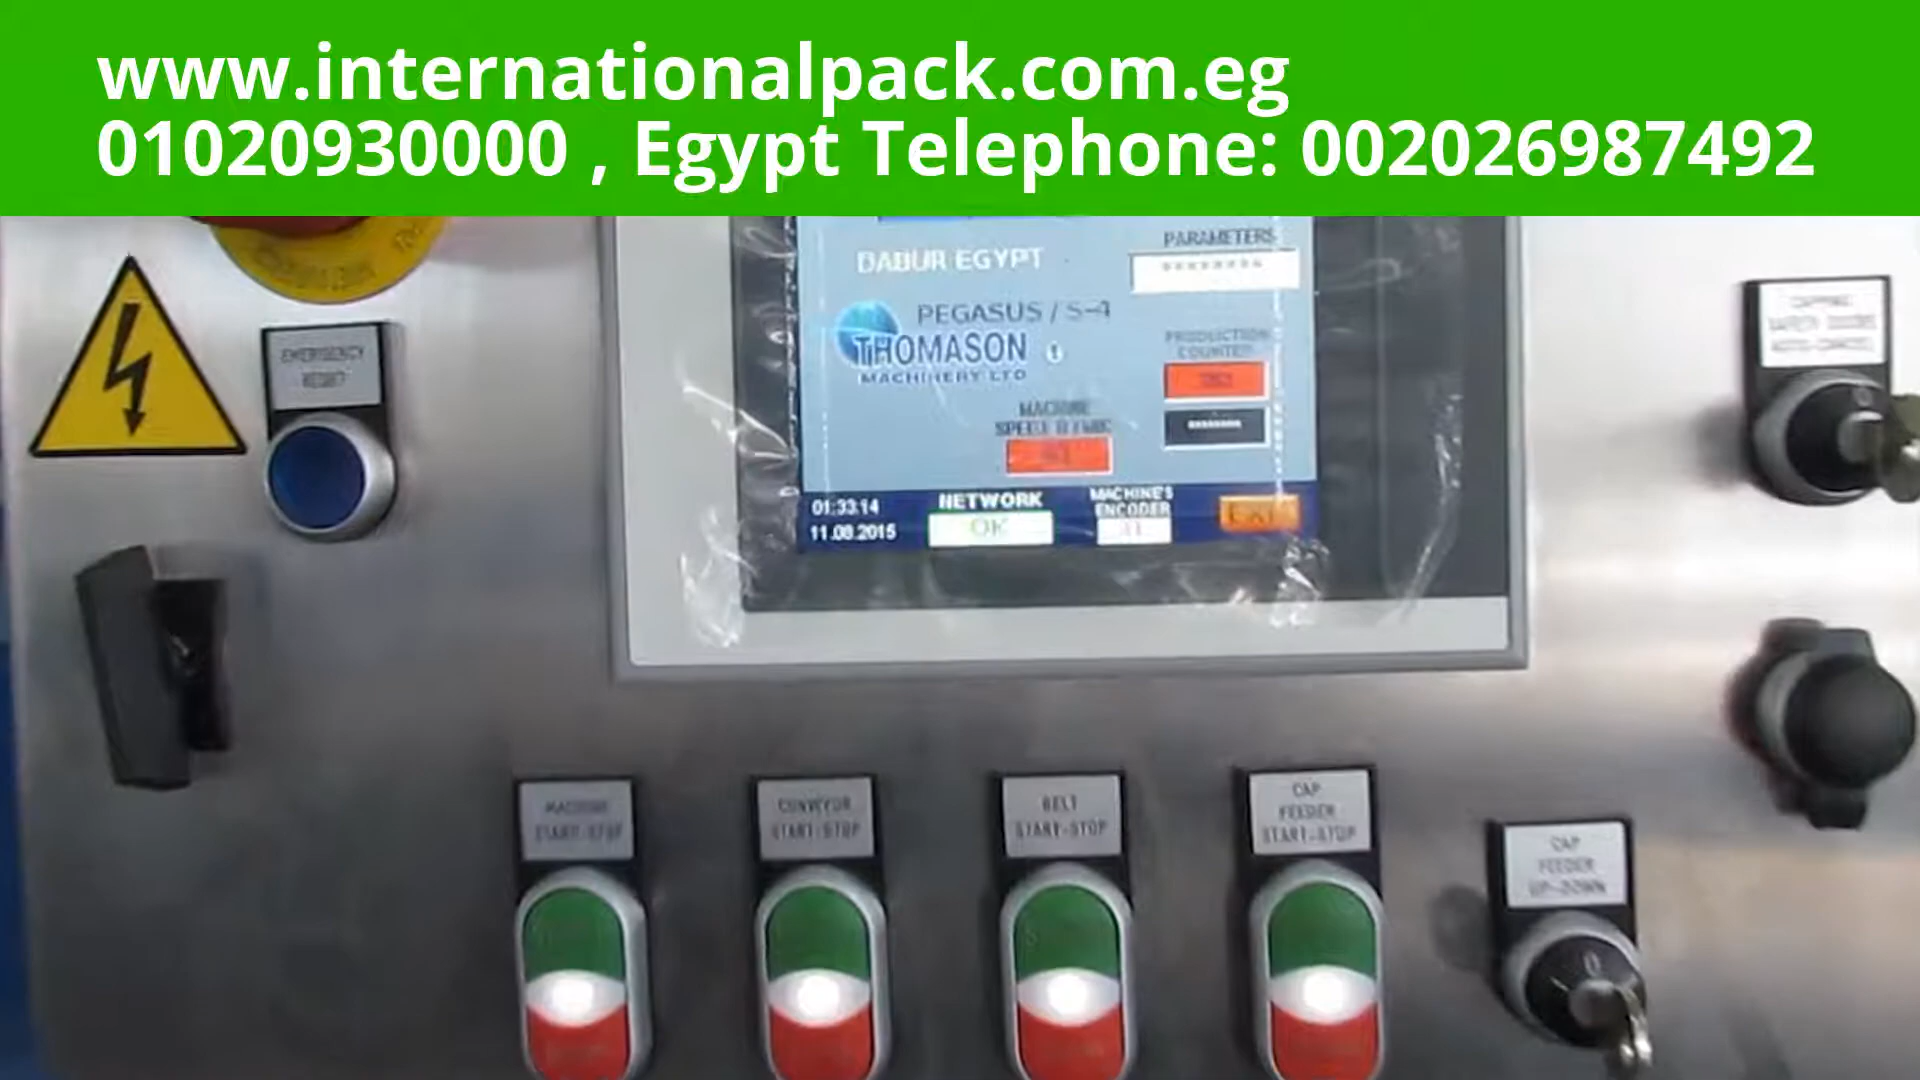 www.internationalpack.com.eg
01020930000 , Egypt Telephone: 002026987492
DABUR EGYPT
PARAMETERS
********
PEGASUS / S-4
THOMASON
MACHINERY LTD
PRODUCTION
COUNTER
MACHINE
SPEED
01:33:14
11.08.2015
NETWORK
OK
MACHINE'S
ENCODER
EXIT
EMERGENCY
RESET
MACHINE
START-STOP
CONVEYOR
START-STOP
BELT
START-STOP
CAP
FEEDER
START-STOP
CAP
FEEDER
UP-DOWN